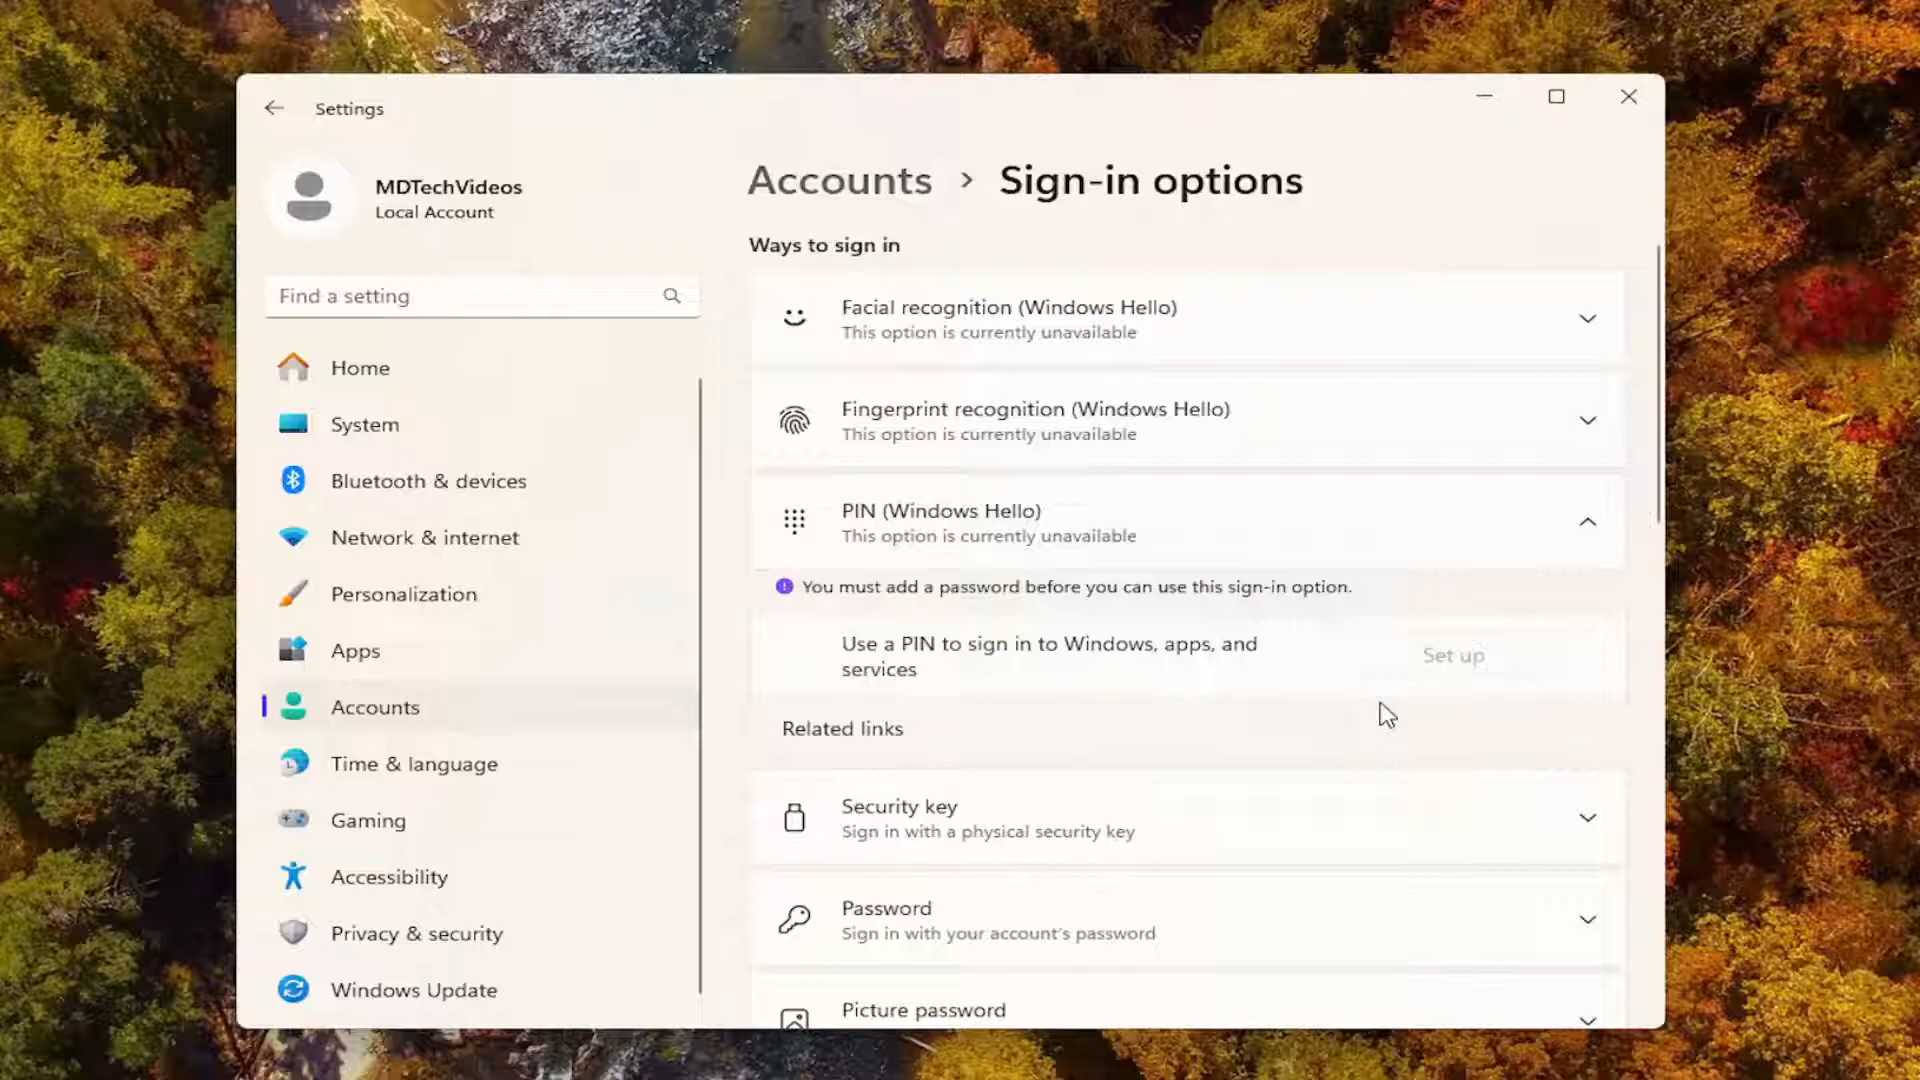 Settings
MDTechVideos
Local Account
Find a setting
Home
System
Bluetooth & devices
Network & internet
Personalization
Apps
Accounts
Time & language
Gaming
Accessibility
Privacy & security
Windows Update
Accounts > Sign-in options
Ways to sign in
Facial recognition (Windows Hello)
This option is currently unavailable
Fingerprint recognition (Windows Hello)
This option is currently unavailable
PIN (Windows Hello)
This option is currently unavailable
You must add a password before you can use this sign-in option.
Use a PIN to sign in to Windows, apps, and
services
Set up
Related links
Security key
Sign in with a physical security key
Password
Sign in with your account's password
Picture password